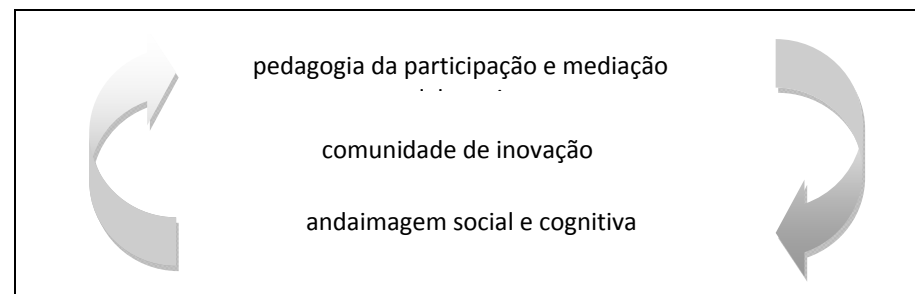 pedagogia da participação e mediação
comunidade de inovação
andaimagem social e cognitiva